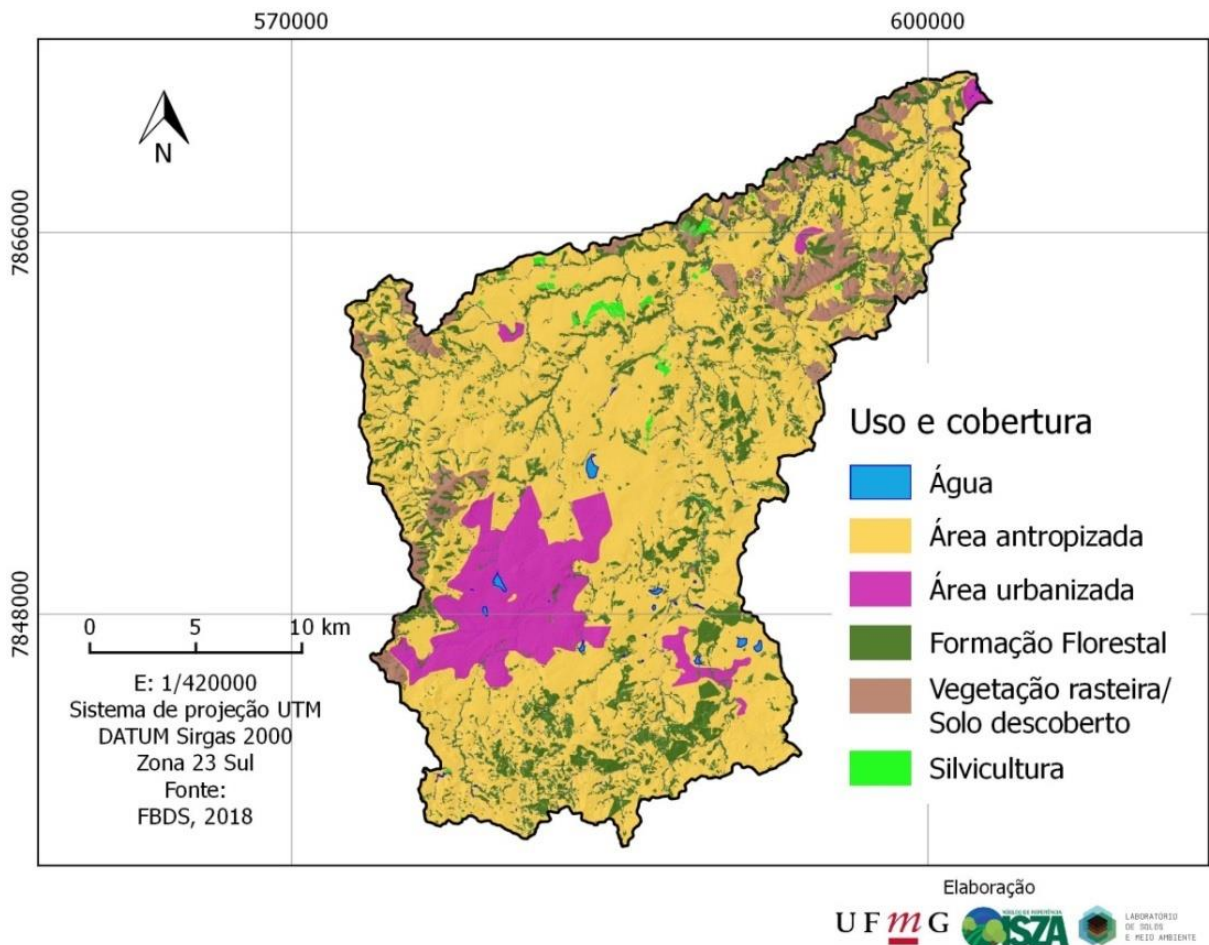 570000
600000
N
7866000
7848000
0
5
10 km
E: 1/420000
Sistema de projeção UTM
DATUM Sirgas 2000
Zona 23 Sul
Fonte:
FBDS, 2018
Uso e cobertura
Água
Área antropizada
Área urbanizada
Formação Florestal
Vegetação rasteira/
Solo descoberto
Silvicultura
Elaboração
UFmG
ISZA
LABORATÓRIO
DE SOLOS
E MEIO AMBIENTE